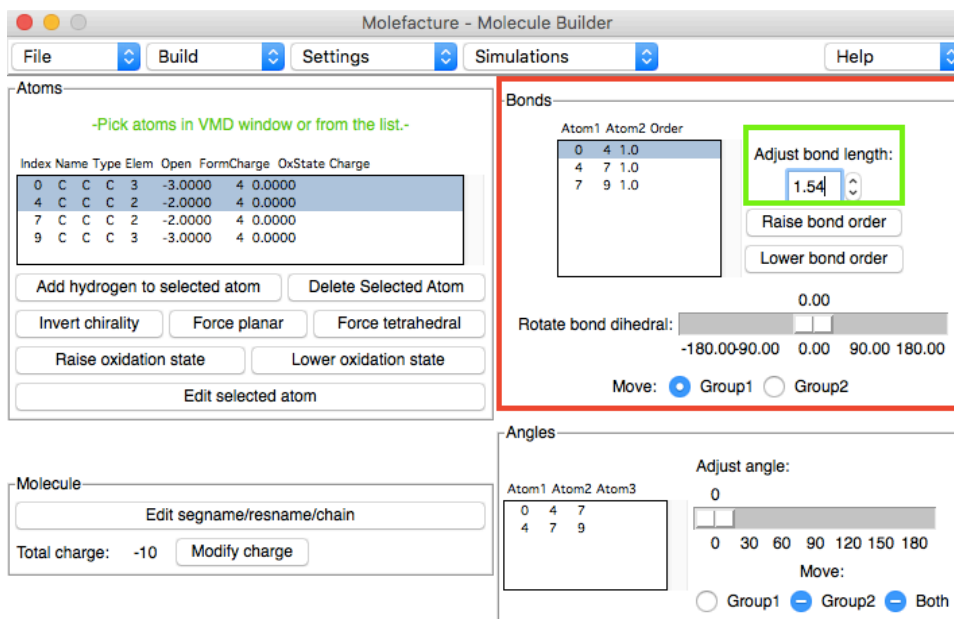 Molefacture - Molecule Builder
File Build Settings Simulations Help
Atoms
-Pick atoms in VMD window or from the list.-
Index Name Type Elem Open FormCharge OxState Charge
0 C C C 3 -3.0000 4 0.0000
4 C C C 2 -2.0000 4 0.0000
7 C C C 2 -2.0000 4 0.0000
9 C C C 3 -3.0000 4 0.0000
Add hydrogen to selected atom Delete Selected Atom
Invert chirality Force planar Force tetrahedral
Raise oxidation state Lower oxidation state
Edit selected atom
Molecule
Edit segname/resname/chain
Total charge: -10 Modify charge
Bonds
Atom1 Atom2 Order
0 4 1.0
4 7 1.0
7 9 1.0
Adjust bond length:
1.54
Raise bond order
Lower bond order
0.00
Rotate bond dihedral:
-180.00-90.00 0.00 90.00 180.00
Move: Group1 Group2
Angles
Atom1 Atom2 Atom3
0 4 7
4 7 9
Adjust angle:
0
0 30 60 90 120 150 180
Move:
Group1 Group2 Both